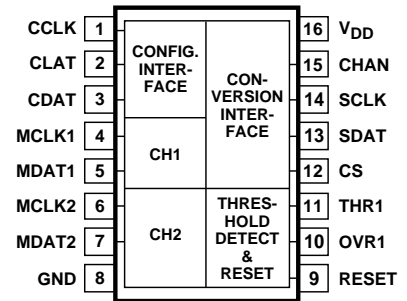 CCLK 1
CLAT 2
CDAT 3
MCLK1 4
MDAT1 5
MCLK2 6
MDAT2 7
GND 8
CONFIG.
INTER-
FACE
CH1
CH2
CON-
VERSION
INTER-
FACE
THRES-
HOLD
DETECT
&
RESET
16 VDD
15 CHAN
14 SCLK
13 SDAT
12 CS
11 THR1
10 OVR1
9 RESET